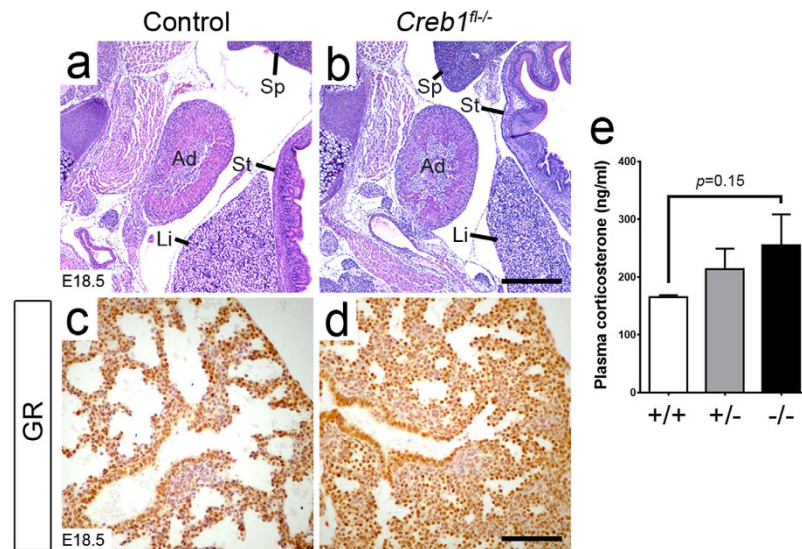 Control
Creb1fl-/-
a
Sp
Ad
St
Li
E18.5
b
Sp
St
Ad
Li
e
Plasma corticosterone (ng/ml)
400
300
200
100
0
p=0.15
+/+
+/-
-/-
GR
c
E18.5
d